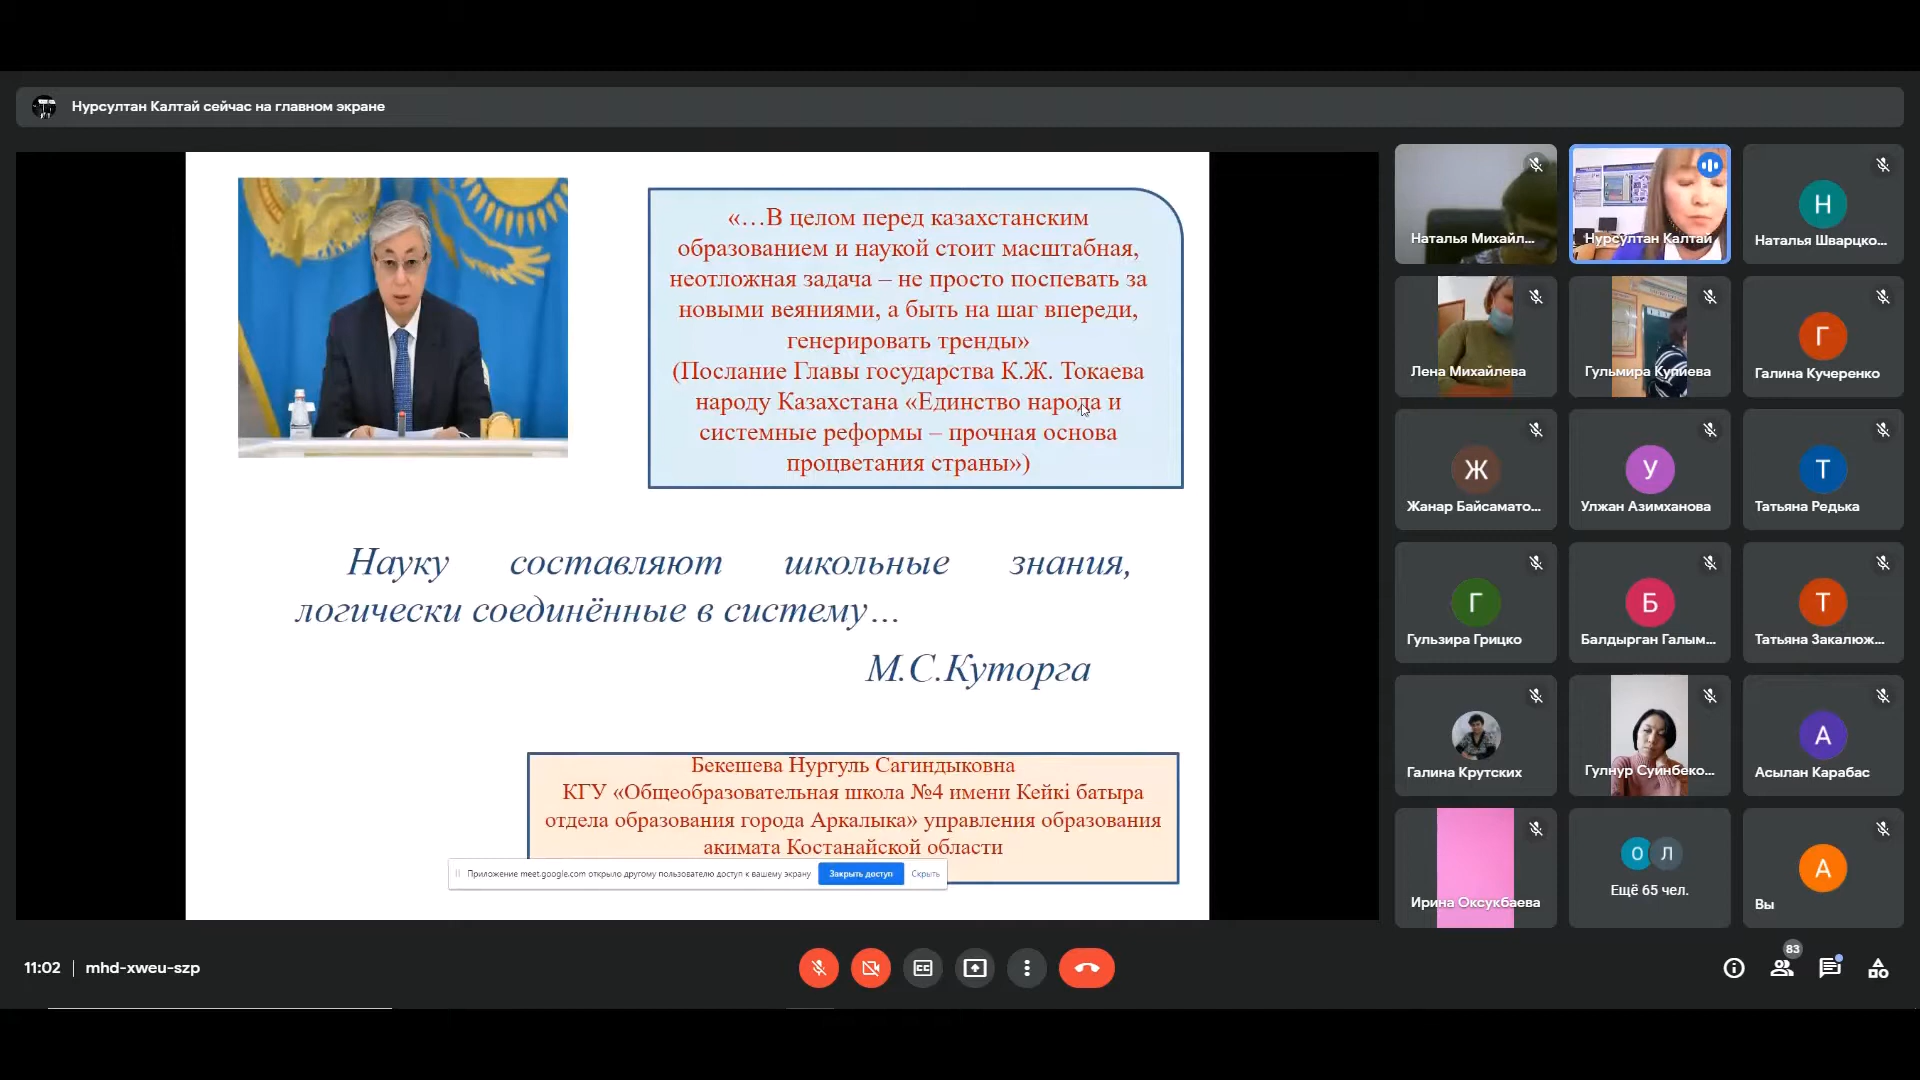 Нурсултан Калтай сейчас на главном экране
«…В целом перед казахстанским
образованием и наукой стоит масштабная,
неотложная задача – не просто поспевать за
новыми веяниями, а быть на шаг впереди,
генерировать тренды»
(Послание Главы государства К.Ж. Токаева
народу Казахстана «Единство народа и
системные реформы – прочная основа
процветания страны»)
Науку составляют школьные знания,
логически соединённые в систему…
М.С.Куторга
Бекешева Нургуль Сагиндыковна
КГУ «Общеобразовательная школа №4 имени Кейкі батыра
отдела образования города Аркалыка» управления образования
акимата Костанайской области
Приложение meet.google.com открыло другому пользователю доступ к вашему экрану
Закрыть доступ
Скрыть
Наталья Михайл...
Нурсултан Калтай
Н
Наталья Шварцко...
Лена Михайлева
Гульмира Купиева
Г
Галина Кучеренко
Ж
Жанар Байсамато...
У
Улжан Азимханова
Т
Татьяна Редька
Г
Гульзира Грицко
Б
Балдырган Галым...
Т
Татьяна Закалюж...
Галина Крутских
Гулнур Суинбеко...
А
Асылан Карабас
Ирина Оксукбаева
О Л
Ещё 65 чел.
А
Вы
11:02 | mhd-xweu-szp
CC
83